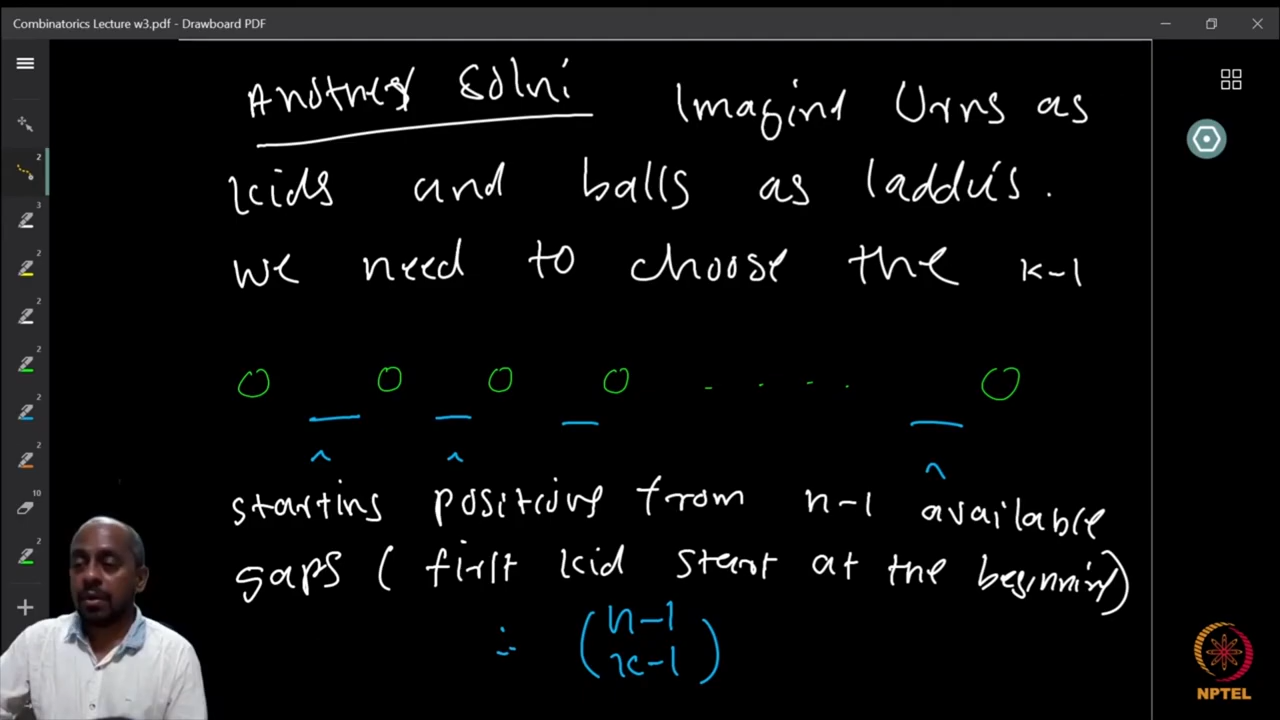 Combinatorics Lecture w3.pdf - Drawboard PDF
Another Soln: Imagine Urns as
kids and balls as laddus.
we need to choose the k-1
starting positions from n-1 available
gaps (first kid start at the beginning)
∴ (n-1
k-1)
NPTEL